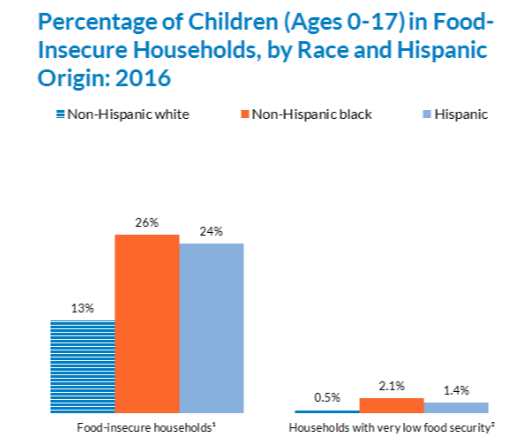 Percentage of Children (Ages 0-17) in Food-
Insecure Households, by Race and Hispanic
Origin: 2016
Non-Hispanic white Non-Hispanic black Hispanic
26%
24%
13%
2.1%
1.4%
0.5%
Food-insecure households¹ Households with very low food security²